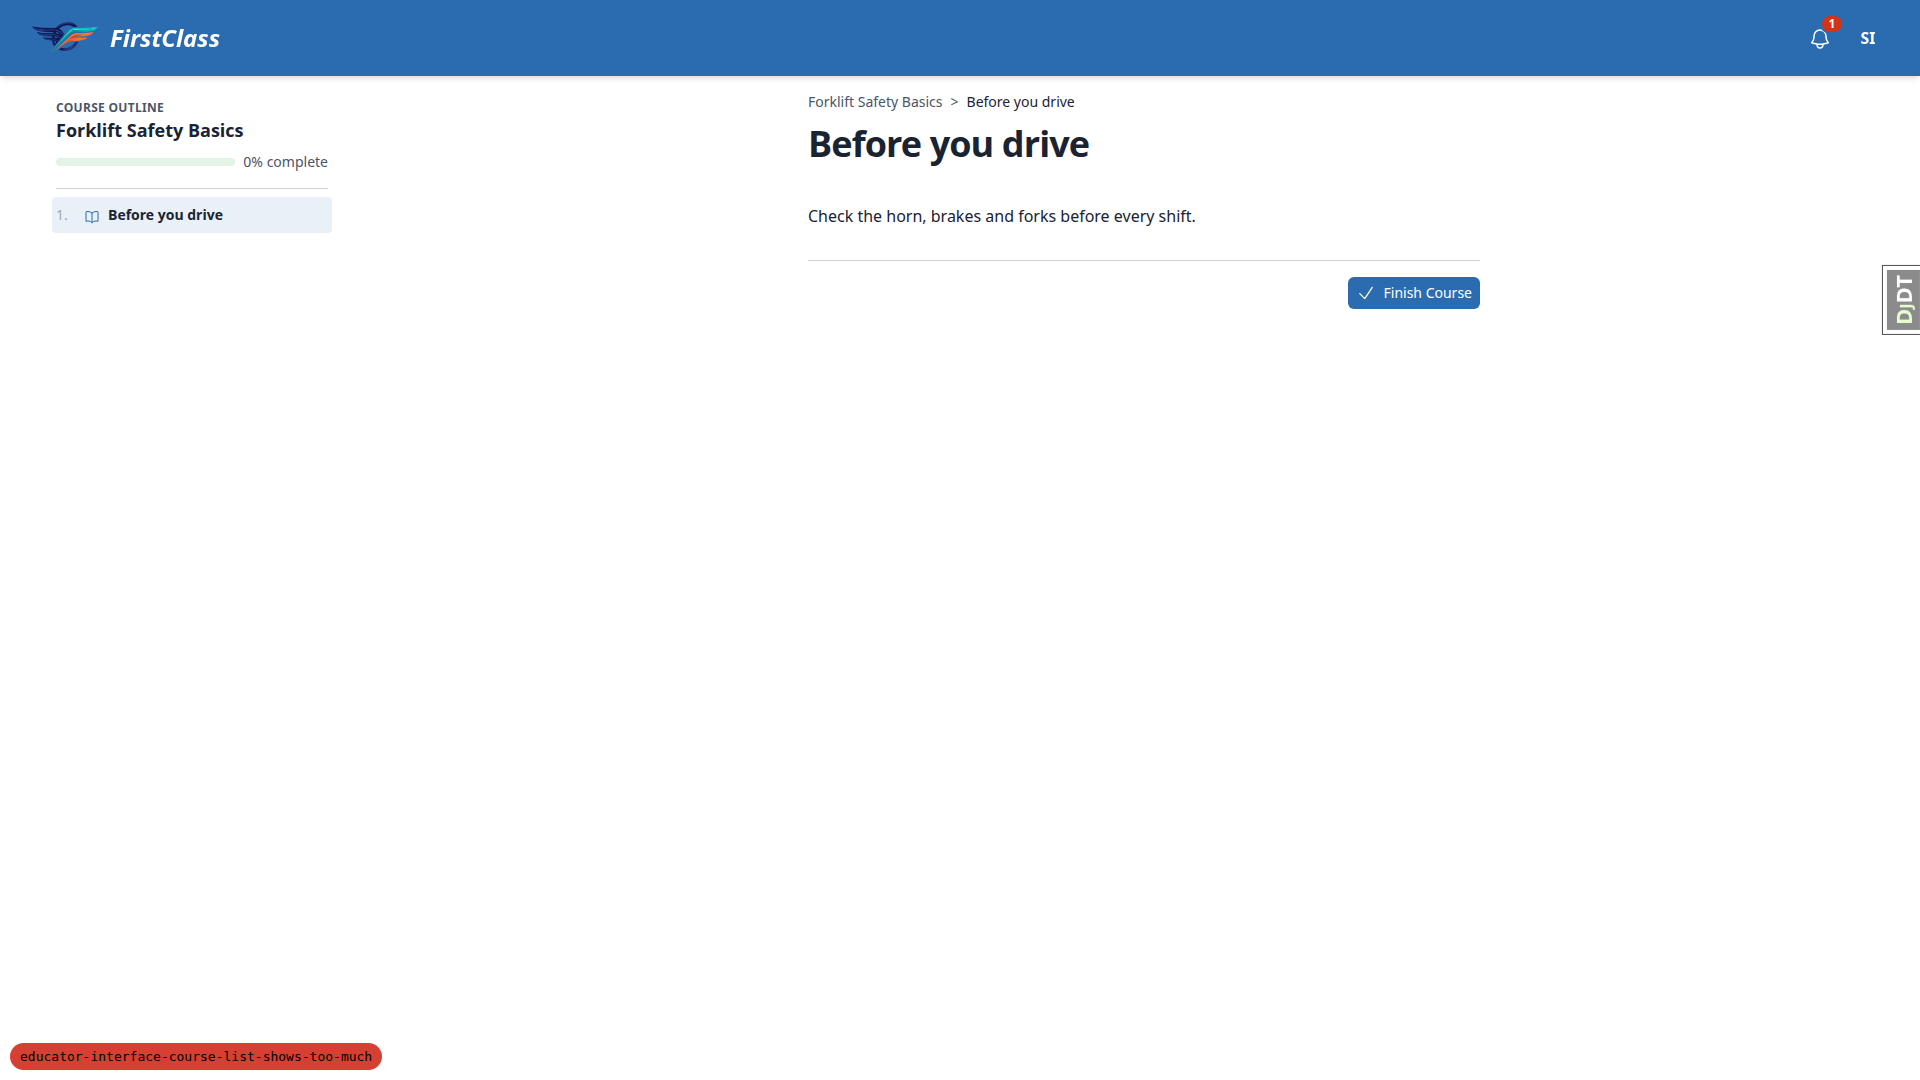 FirstClass
1
SI
COURSE OUTLINE
Forklift Safety Basics
0% complete
1. Before you drive
Forklift Safety Basics > Before you drive
Before you drive
Check the horn, brakes and forks before every shift.
Finish Course
DjDT
educator-interface-course-list-shows-too-much